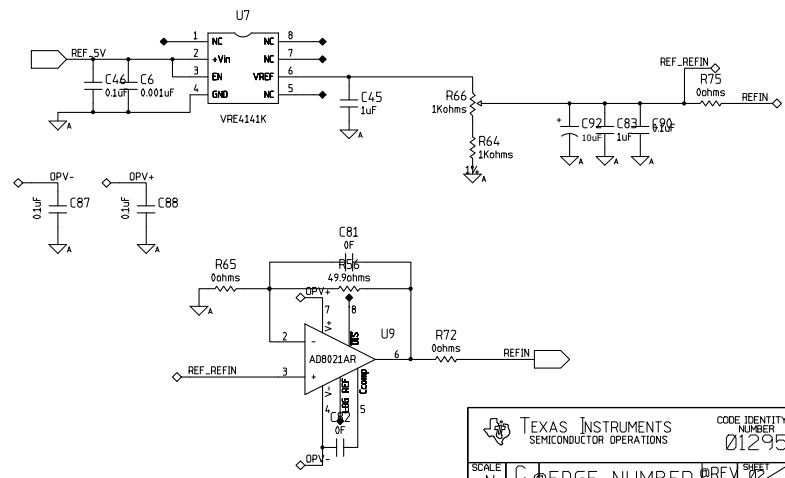 U7
1 NC NC 8
REF_5V 2 +Vin NC 7
3 EN VREF 6
4 GND NC 5
VRE4141K
C46 0.1uF
C6 0.001uF
A
C45
1uF
A
R66
1Kohms
R64
1Kohms
1%
A
REF_REFIN
R75
0ohms
REFIN
C92
10uF
+
C83
1uF
C90
0.1uF
A
A
A
OPV-
0.1uF
C87
A
OPV+
0.1uF
C88
A
C81
0F
R65
0ohms
R56
49.9ohms
A
OPV+
7
8
V+
DIS
U9
2
-
AD8021AR
6
R72
0ohms
REFIN
REF_REFIN
3
+
V-
Ccomp
4
5
0F
OPV-
TEXAS INSTRUMENTS
SEMICONDUCTOR OPERATIONS
CODE IDENTITY
NUMBER
01295
SCALE
C
@EDGE_NUMBER
@REV
SHEET